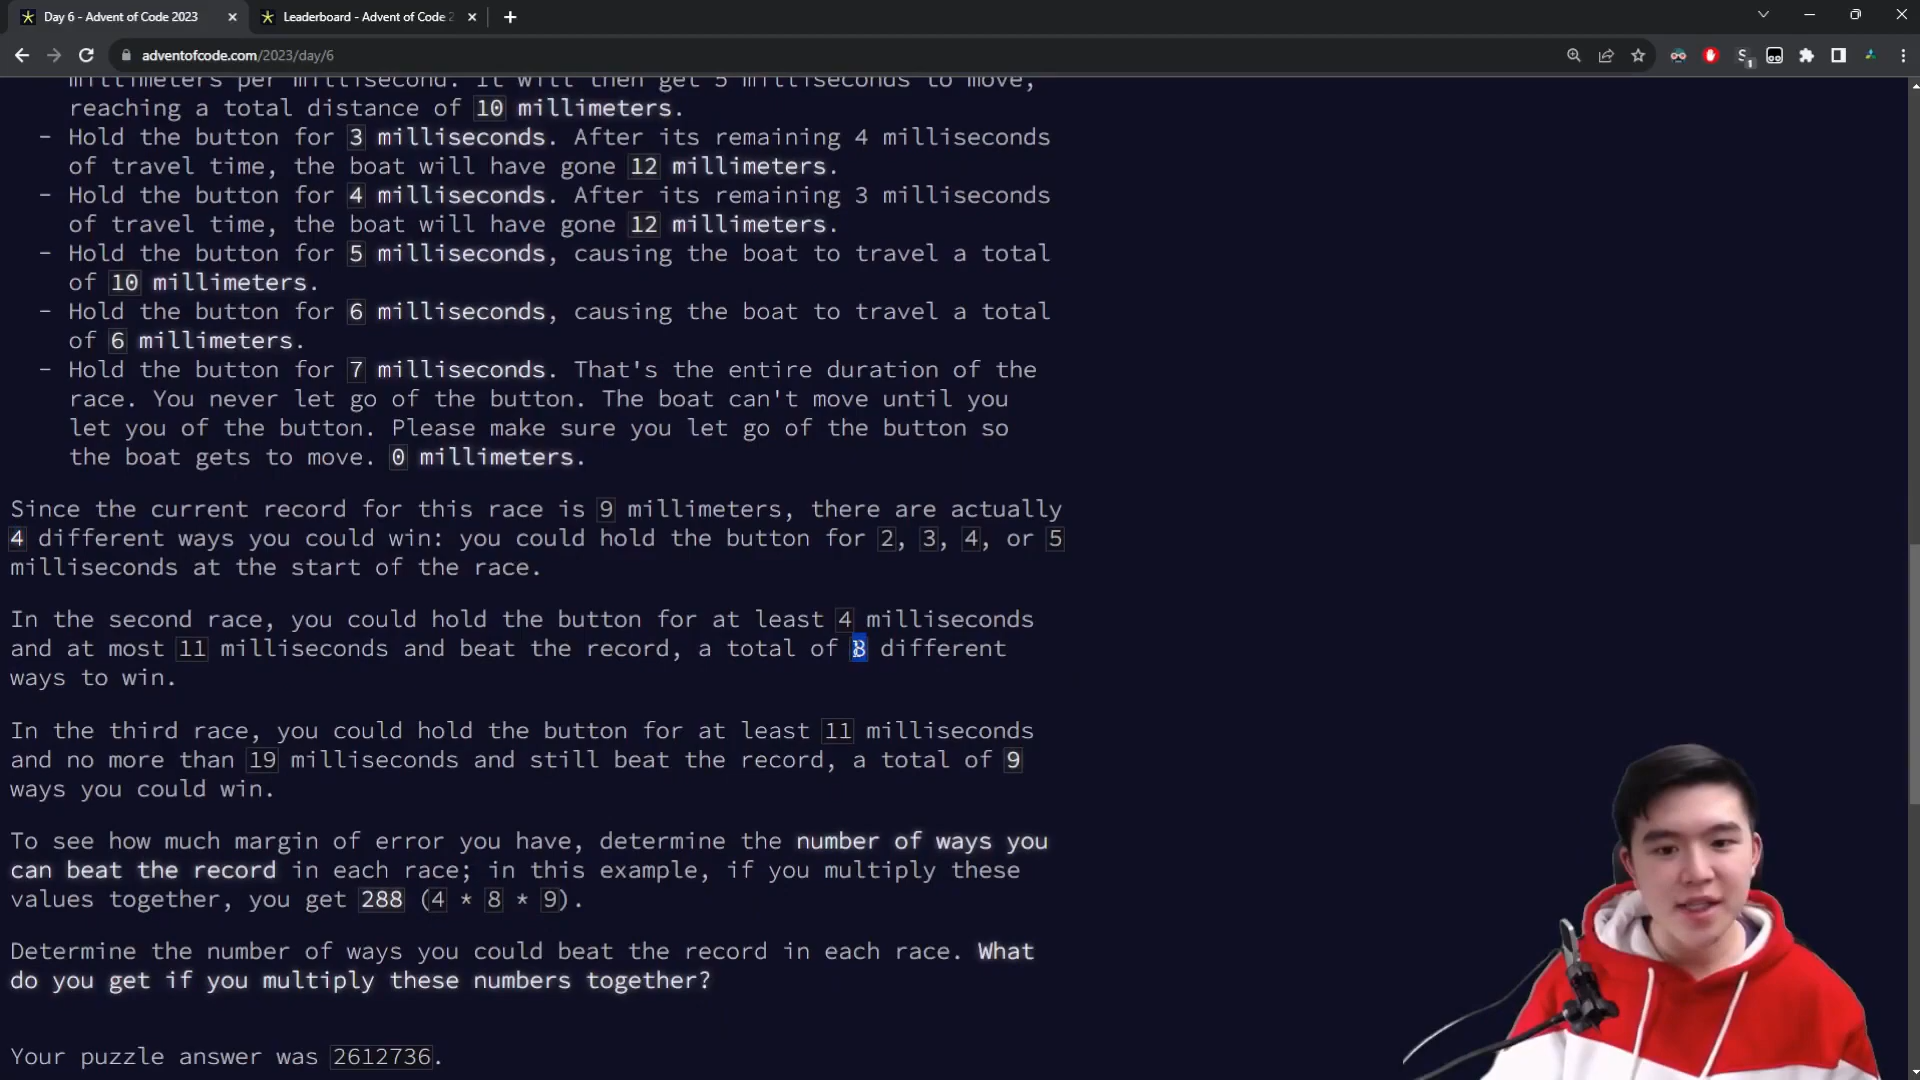 Day 6 - Advent of Code 2023
Leaderboard - Advent of Code 2
adventofcode.com/2023/day/6
millimeters per millisecond. It will then get 5 milliseconds to move,
reaching a total distance of 10 millimeters.
- Hold the button for 3 milliseconds. After its remaining 4 milliseconds
of travel time, the boat will have gone 12 millimeters.
- Hold the button for 4 milliseconds. After its remaining 3 milliseconds
of travel time, the boat will have gone 12 millimeters.
- Hold the button for 5 milliseconds, causing the boat to travel a total
of 10 millimeters.
- Hold the button for 6 milliseconds, causing the boat to travel a total
of 6 millimeters.
- Hold the button for 7 milliseconds. That's the entire duration of the
race. You never let go of the button. The boat can't move until you
let you of the button. Please make sure you let go of the button so
the boat gets to move. 0 millimeters.
Since the current record for this race is 9 millimeters, there are actually
4 different ways you could win: you could hold the button for 2, 3, 4, or 5
milliseconds at the start of the race.
In the second race, you could hold the button for at least 4 milliseconds
and at most 11 milliseconds and beat the record, a total of 8 different
ways to win.
In the third race, you could hold the button for at least 11 milliseconds
and no more than 19 milliseconds and still beat the record, a total of 9
ways you could win.
To see how much margin of error you have, determine the number of ways you
can beat the record in each race; in this example, if you multiply these
values together, you get 288 (4 * 8 * 9).
Determine the number of ways you could beat the record in each race. What
do you get if you multiply these numbers together?
Your puzzle answer was 2612736.